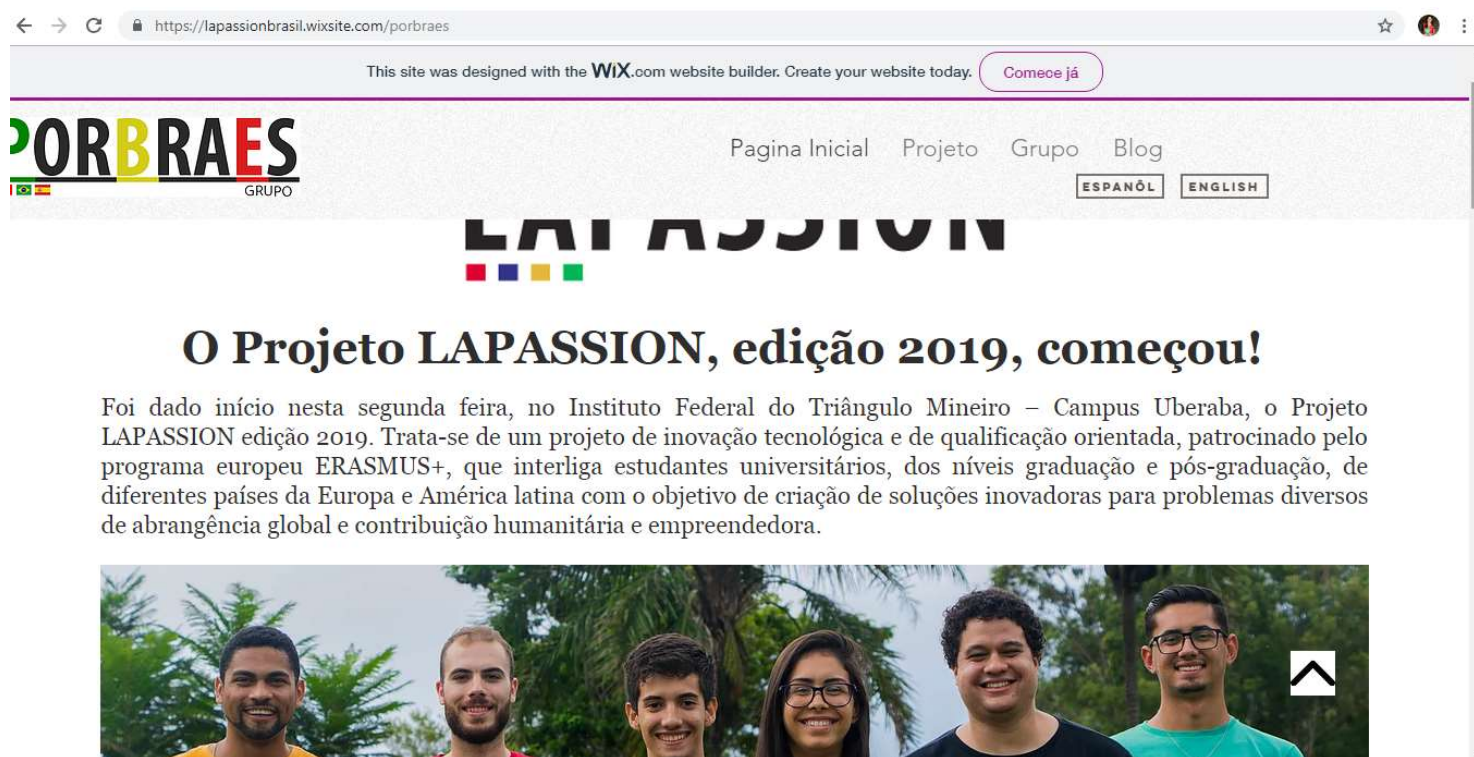 https://lapassionbrasil.wixsite.com/porbraes
This site was designed with the WiX.com website builder. Create your website today. Comece já
PORBRAES
GRUPO
Pagina Inicial Projeto Grupo Blog
ESPANÕL ENGLISH
LAPASSION
O Projeto LAPASSION, edição 2019, começou!
Foi dado início nesta segunda feira, no Instituto Federal do Triângulo Mineiro – Campus Uberaba, o Projeto
LAPASSION edição 2019. Trata-se de um projeto de inovação tecnológica e de qualificação orientada, patrocinado pelo
programa europeu ERASMUS+, que interliga estudantes universitários, dos níveis graduação e pós-graduação, de
diferentes países da Europa e América latina com o objetivo de criação de soluções inovadoras para problemas diversos
de abrangência global e contribuição humanitária e empreendedora.